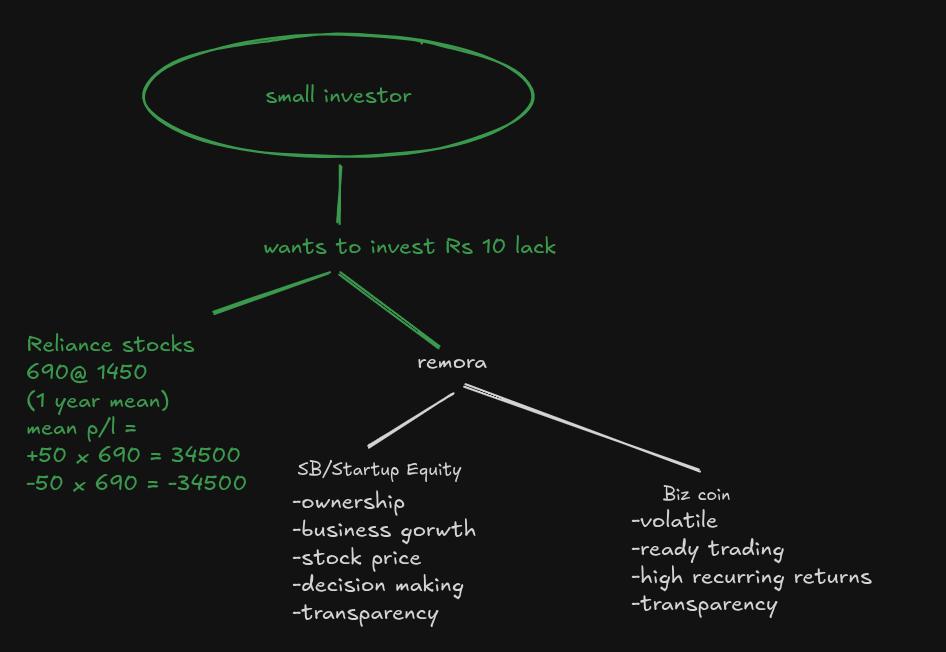 small investor
wants to invest Rs 10 lack
Reliance stocks
690@ 1450
(1 year mean)
mean p/l =
+50 x 690 = 34500
-50 x 690 = -34500
remora
SB/Startup Equity
-ownership
-business gorwth
-stock price
-decision making
-transparency
Biz coin
-volatile
-ready trading
-high recurring returns
-transparency